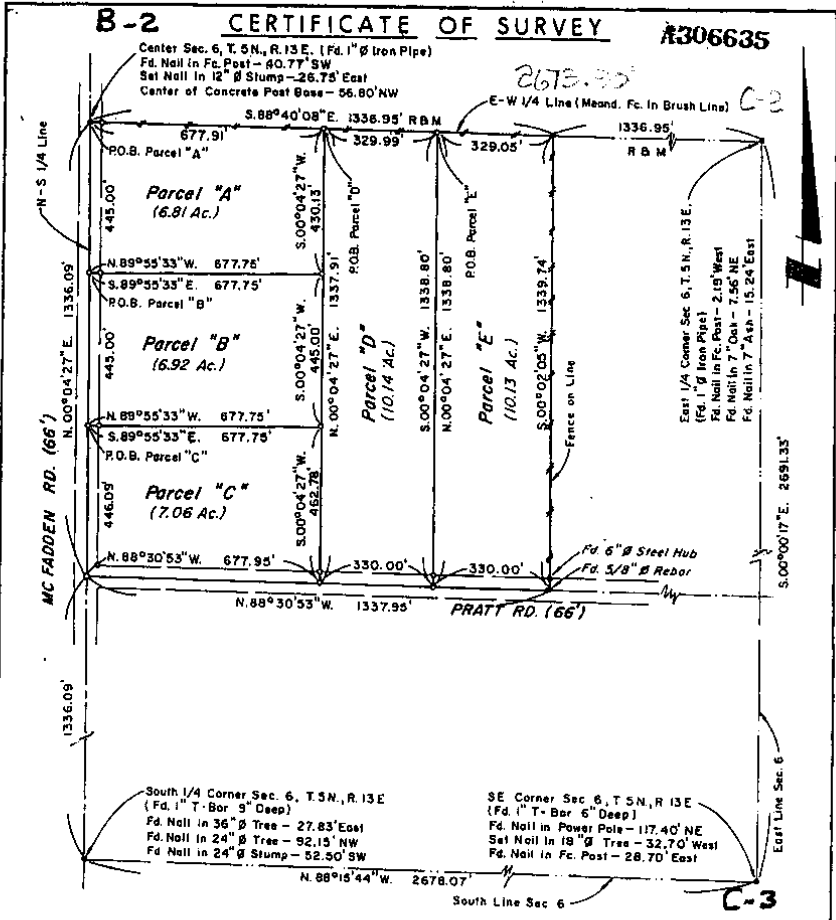 B-2 CERTIFICATE OF SURVEY A306635
Center Sec. 6, T. 5N., R. 13 E. (Fd. 1" Ø Iron Pipe)
Fd. Nail in Fc. Post - 40.77' SW
Set Nail in 12" Ø Stump - 26.75' East
Center of Concrete Post Base - 56.80' NW
2673.90'
E-W 1/4 Line (Meand. Fc. in Brush Line) C-2
S.88°40'08"E. 1336.95' R&M
677.91'
329.99'
329.05'
1336.95'
R & M
N-S 1/4 Line
P.O.B. Parcel "A"
445.00'
Parcel "A"
(6.81 Ac.)
S.00°04'27"W.
430.13'
P.O.B. Parcel "D"
P.O.B. Parcel "E"
N.89°55'33"W. 677.75'
S.89°55'33"E. 677.75'
P.O.B. Parcel "B"
N.00°04'27"E. 1336.09'
445.00'
Parcel "B"
(6.92 Ac.)
S.00°04'27"W.
445.00'
N.00°04'27"E. 1337.91'
Parcel "D"
(10.14 Ac.)
S.00°04'27"W. 1338.80'
N.00°04'27"E. 1338.80'
Parcel "E"
(10.13 Ac.)
S.00°02'05"W. 1339.74'
Fence on Line
East 1/4 Corner Sec 6, T. 5N., R. 13 E.
(Fd. 1" Ø Iron Pipe)
Fd. Nail in Fc. Post - 2.19' West
Fd. Nail in 7" Oak - 7.56' NE
Fd. Nail in 7" Ash - 15.24' East
S.00°00'17"E. 2691.33'
N.89°55'33"W. 677.75'
S.89°55'33"E. 677.75'
P.O.B. Parcel "C"
446.09'
Parcel "C"
(7.06 Ac.)
S.00°04'27"W.
462.78'
MC FADDEN RD. (66')
N.88°30'53"W. 677.95'
330.00'
330.00'
Fd. 6" Ø Steel Hub
Fd. 5/8" Ø Rebar
N.88°30'53"W. 1337.95'
PRATT RD. (66')
1336.09'
South 1/4 Corner Sec. 6, T. 5N., R. 13 E
(Fd. 1" T-Bar 9" Deep)
Fd. Nail in 36" Ø Tree - 27.83' East
Fd. Nail in 24" Ø Tree - 92.15' NW
Fd Nail in 24" Ø Stump - 52.50' SW
SE Corner Sec 6, T 5N., R 13E
(Fd. 1" T-Bar 6" Deep)
Fd. Nail in Power Pole - 117.40' NE
Set Nail in 18" Ø Tree - 32.70' West
Fd. Nail in Fc. Post - 28.70' East
East Line Sec. 6
N. 88°15'44"W. 2678.07'
South Line Sec 6
C-3